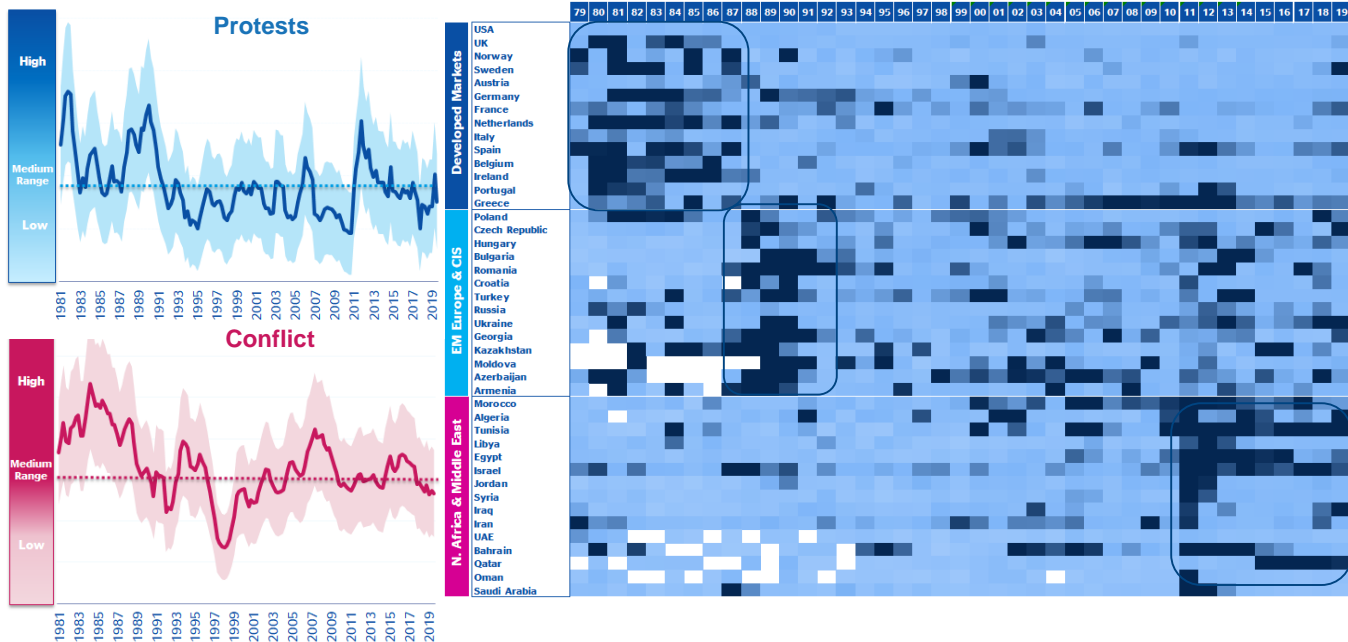 Protests
High
Medium
Range
Low
1981
1983
1985
1987
1989
1991
1993
1995
1997
1999
2001
2003
2005
2007
2009
2011
2013
2015
2017
2019
Conflict
High
Medium
Range
Low
1981
1983
1985
1987
1989
1991
1993
1995
1997
1999
2001
2003
2005
2007
2009
2011
2013
2015
2017
2019
79 80 81 82 83 84 85 86 87 88 89 90 91 92 94 95 96 97 98 99 00 01 02 03 04 05 06 07 08 09 10 11 12 13 14 15 16 17 18 19
Developed Markets
USA
UK
Norway
Sweden
Austria
Germany
France
Netherlands
Italy
Spain
Belgium
Ireland
Portugal
Greece
EM Europe & CIS
Poland
Czech Republic
Hungary
Bulgaria
Romania
Croatia
Turkey
Russia
Ukraine
Georgia
Kazakhstan
Moldova
Azerbaijan
Armenia
N. Africa & Middle East
Morocco
Algeria
Tunisia
Libya
Egypt
Israel
Jordan
Syria
Iraq
Iran
UAE
Bahrain
Qatar
Oman
Saudi Arabia